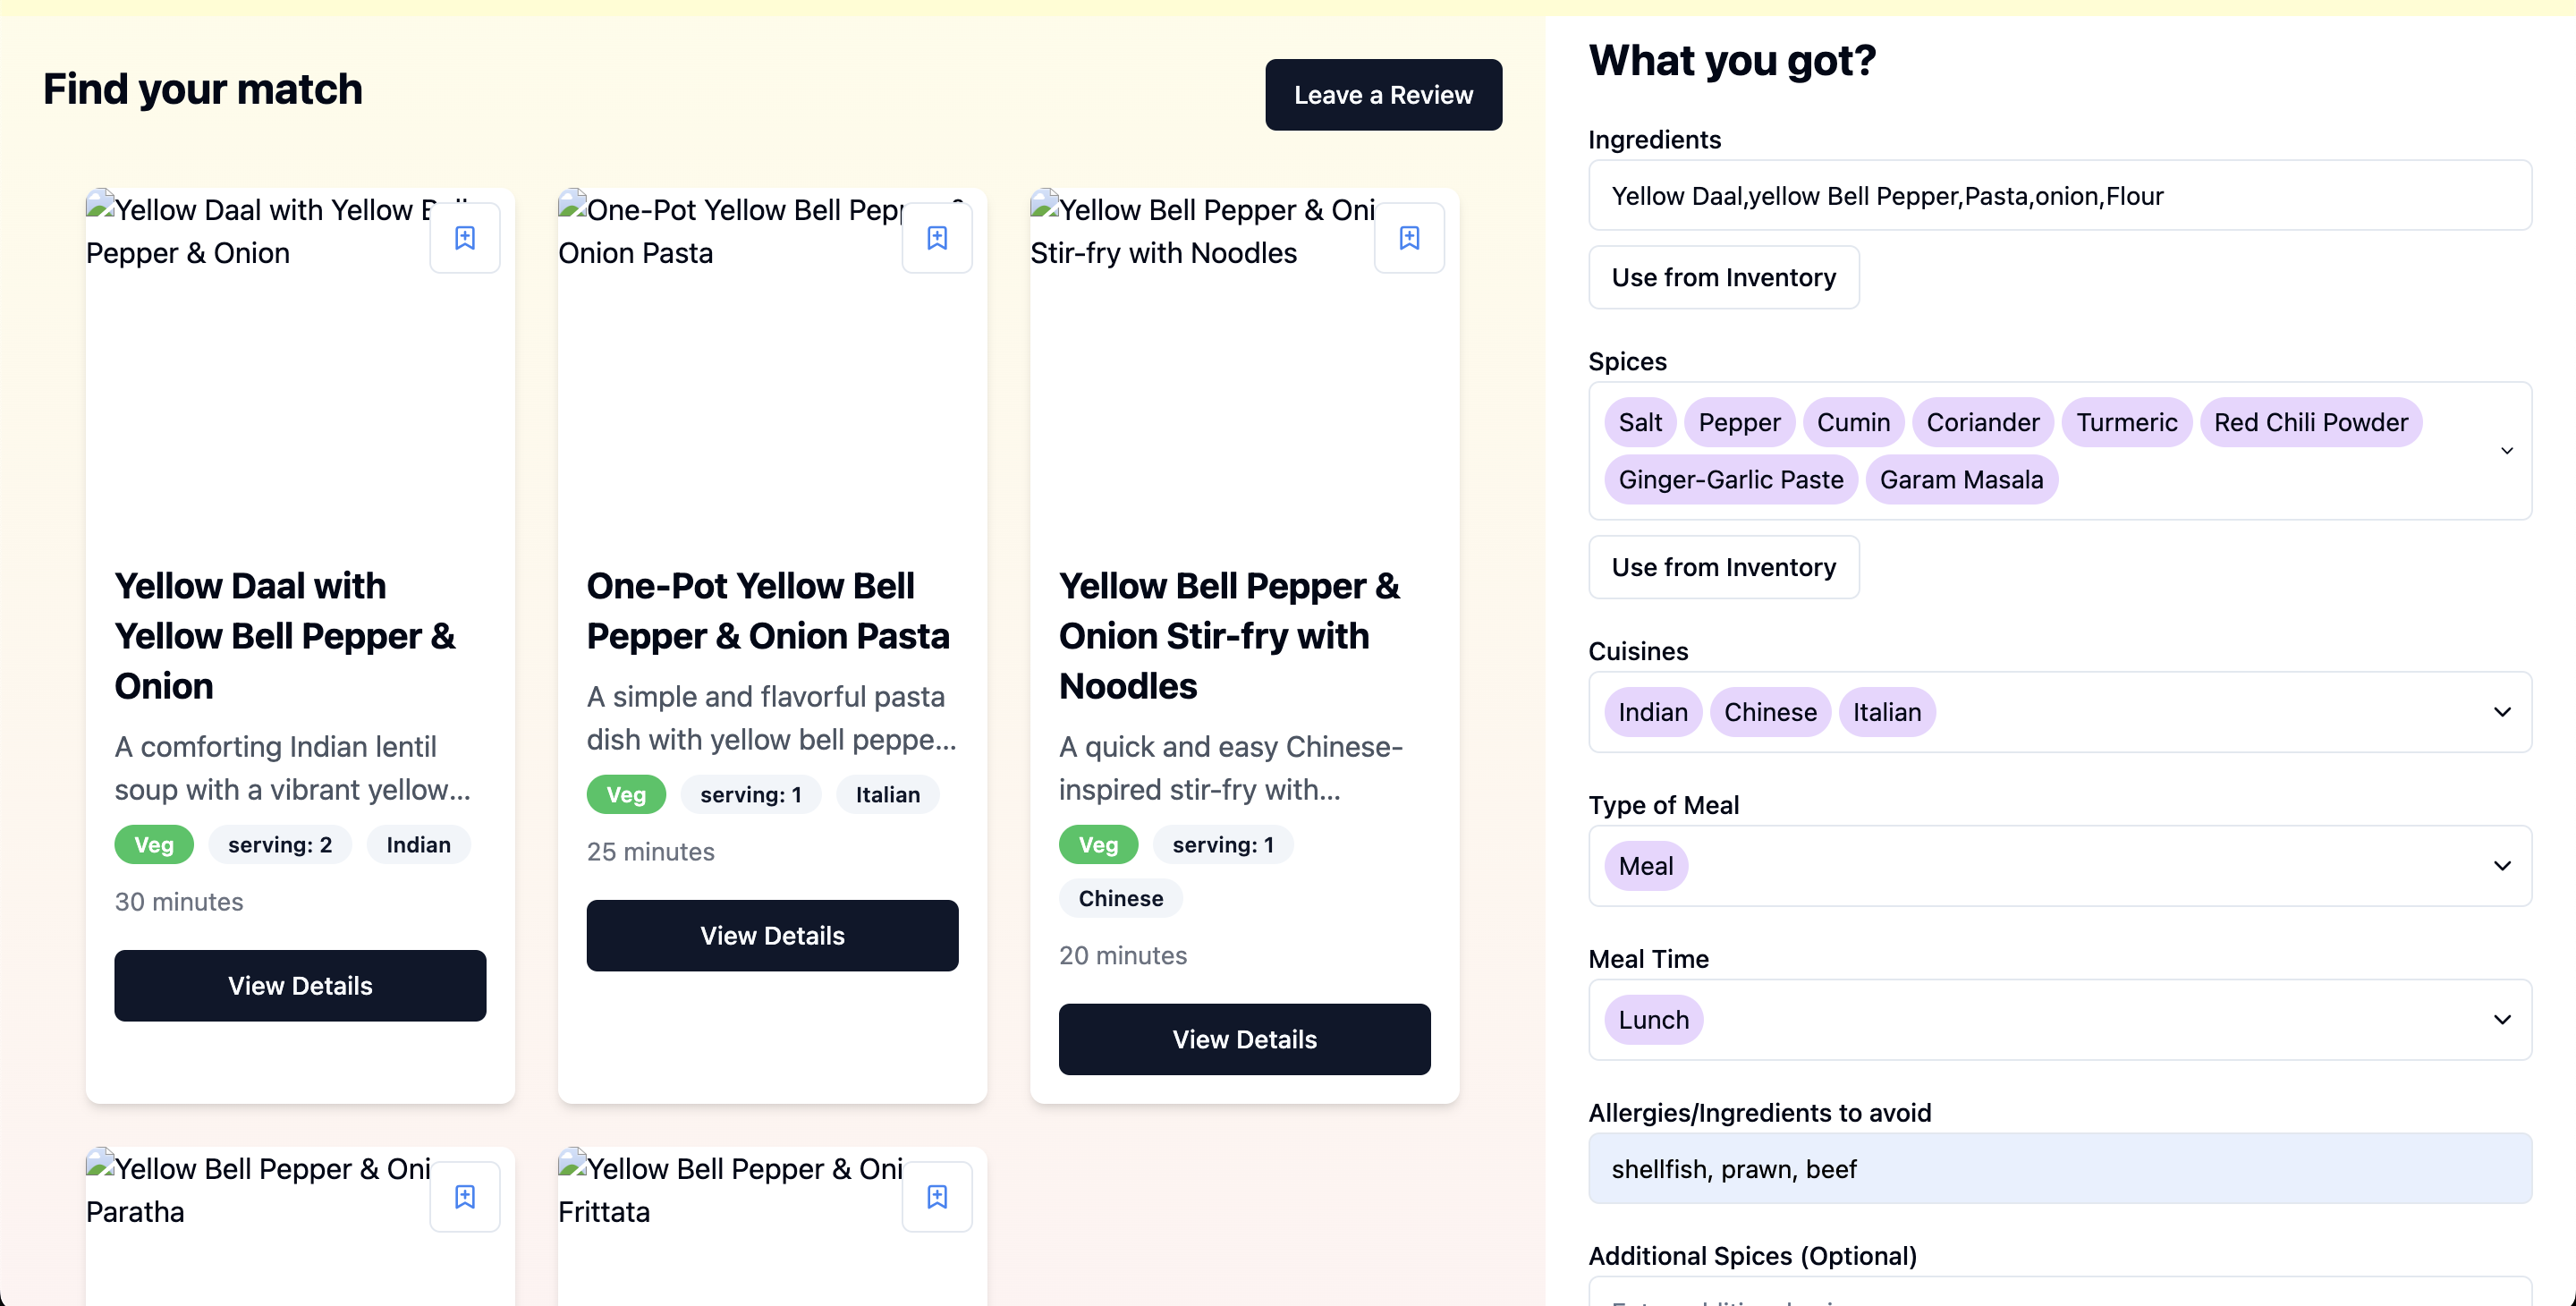 Find your match
Leave a Review
Yellow Daal with Yellow
Pepper & Onion
Yellow Daal with
Yellow Bell Pepper &
Onion
A comforting Indian lentil
soup with a vibrant yellow...
Veg serving: 2 Indian
30 minutes
View Details
One-Pot Yellow Bell
Onion Pasta
One-Pot Yellow Bell
Pepper & Onion Pasta
A simple and flavorful pasta
dish with yellow bell peppe...
Veg serving: 1 Italian
25 minutes
View Details
Yellow Bell Pepper & Oni
Stir-fry with Noodles
Yellow Bell Pepper &
Onion Stir-fry with
Noodles
A quick and easy Chinese-
inspired stir-fry with...
Veg serving: 1
Chinese
20 minutes
View Details
Yellow Bell Pepper & Oni
Paratha
Yellow Bell Pepper & Oni
Frittata
What you got?
Ingredients
Yellow Daal,yellow Bell Pepper,Pasta,onion,Flour
Use from Inventory
Spices
Salt Pepper Cumin Coriander Turmeric Red Chili Powder
Ginger-Garlic Paste Garam Masala
Use from Inventory
Cuisines
Indian Chinese Italian
Type of Meal
Meal
Meal Time
Lunch
Allergies/Ingredients to avoid
shellfish, prawn, beef
Additional Spices (Optional)